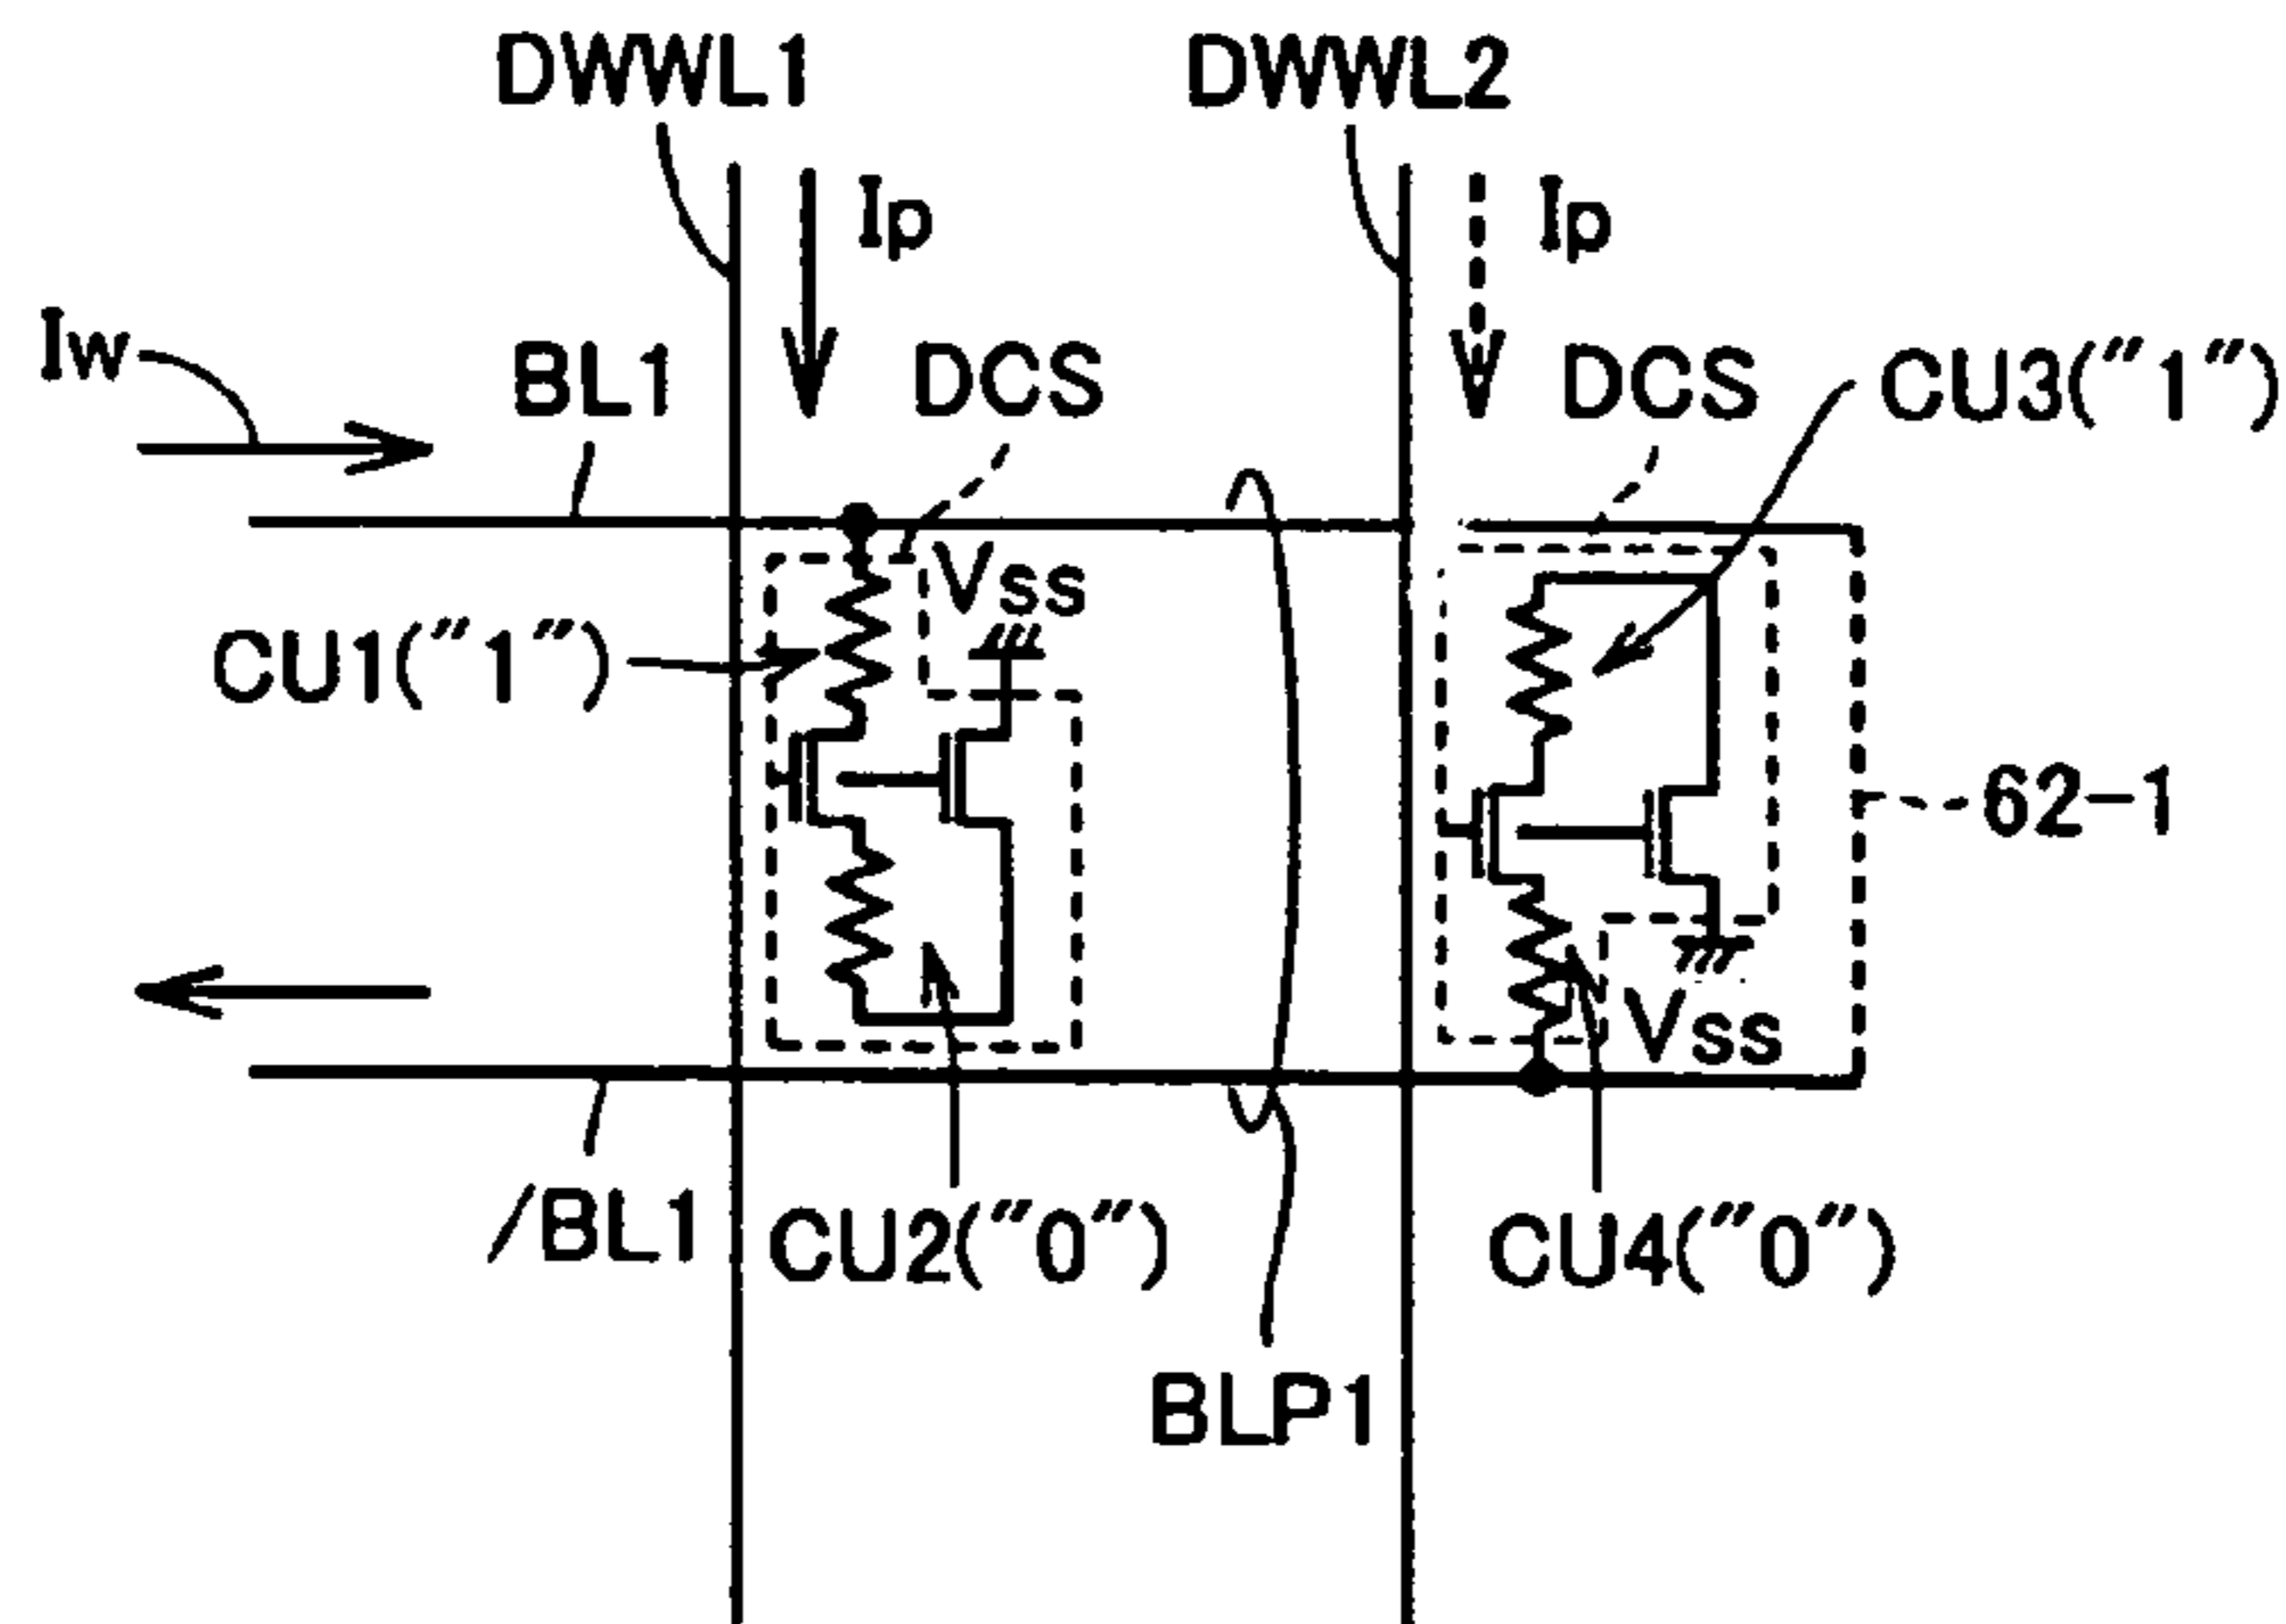 DWWL1
DWWL2
Ip
Ip
Iw
BL1
DCS
DCS
CU3("1")
Vss
CU1("1")
62-1
Vss
/BL1
CU2("0")
CU4("0")
BLP1